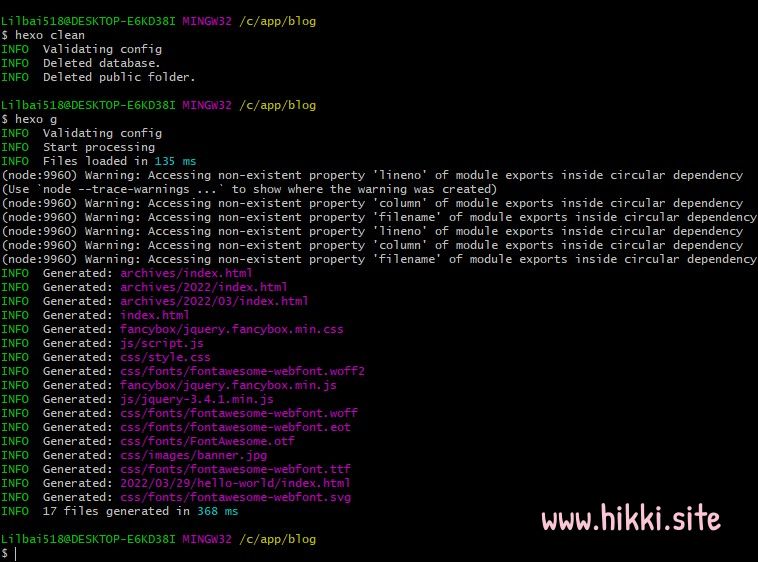 Lilbai518@DESKTOP-E6KD38I MINGW32 /c/app/blog
$ hexo clean
INFO  Validating config
INFO  Deleted database.
INFO  Deleted public folder.
Lilbai518@DESKTOP-E6KD38I MINGW32 /c/app/blog
$ hexo g
INFO  Validating config
INFO  Start processing
INFO  Files loaded in 135 ms
(node:9960) Warning: Accessing non-existent property 'lineno' of module exports inside circular dependency
(Use `node --trace-warnings ...` to show where the warning was created)
(node:9960) Warning: Accessing non-existent property 'column' of module exports inside circular dependency
(node:9960) Warning: Accessing non-existent property 'filename' of module exports inside circular dependency
(node:9960) Warning: Accessing non-existent property 'lineno' of module exports inside circular dependency
(node:9960) Warning: Accessing non-existent property 'column' of module exports inside circular dependency
(node:9960) Warning: Accessing non-existent property 'filename' of module exports inside circular dependency
INFO  Generated: archives/index.html
INFO  Generated: archives/2022/index.html
INFO  Generated: archives/2022/03/index.html
INFO  Generated: index.html
INFO  Generated: fancybox/jquery.fancybox.min.css
INFO  Generated: js/script.js
INFO  Generated: css/style.css
INFO  Generated: css/fonts/fontawesome-webfont.woff2
INFO  Generated: fancybox/jquery.fancybox.min.js
INFO  Generated: js/jquery-3.4.1.min.js
INFO  Generated: css/fonts/fontawesome-webfont.woff
INFO  Generated: css/fonts/fontawesome-webfont.eot
INFO  Generated: css/fonts/FontAwesome.otf
INFO  Generated: css/images/banner.jpg
INFO  Generated: css/fonts/fontawesome-webfont.ttf
INFO  Generated: 2022/03/29/hello-world/index.html
INFO  Generated: css/fonts/fontawesome-webfont.svg
INFO  17 files generated in 368 ms
www.hikki.site
Lilbai518@DESKTOP-E6KD38I MINGW32 /c/app/blog
$